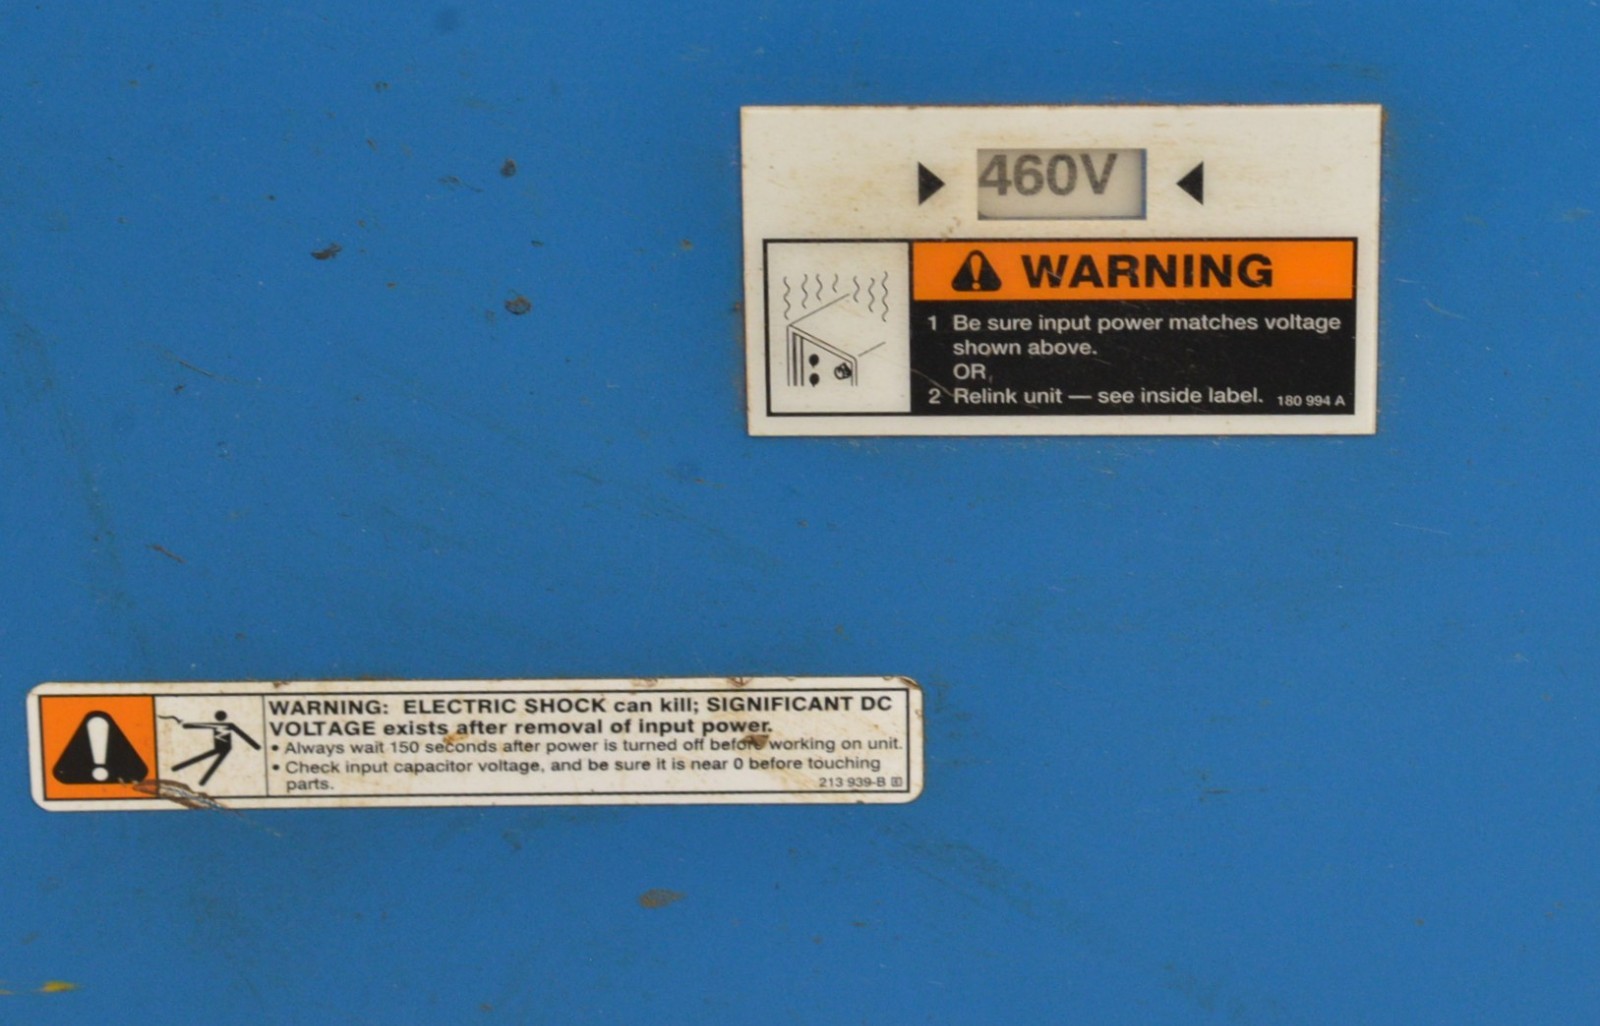 460V
WARNING
1 Be sure input power matches voltage
shown above.
OR
2 Relink unit — see inside label. 180 994 A
WARNING: ELECTRIC SHOCK can kill; SIGNIFICANT DC
VOLTAGE exists after removal of input power.
• Always wait 150 seconds after power is turned off before working on unit.
• Check input capacitor voltage, and be sure it is near 0 before touching
parts. 213 939-B